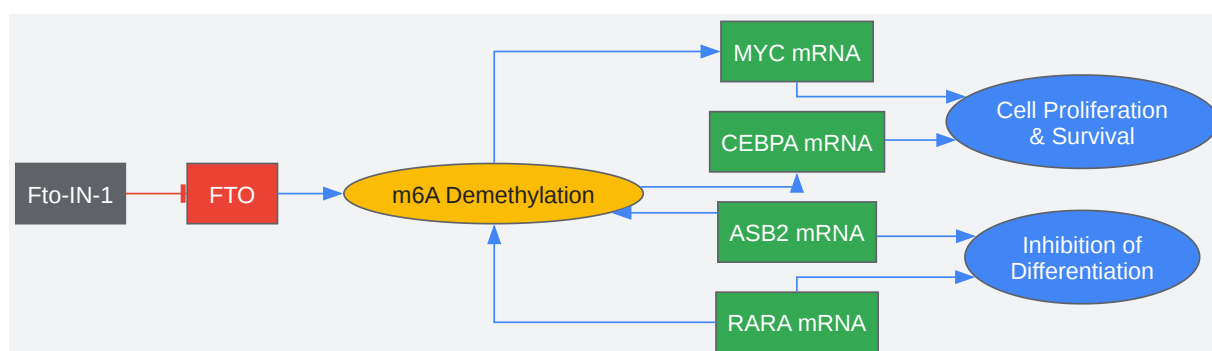 MYC mRNA
Cell Proliferation
& Survival
CEBPA mRNA
Fto-IN-1
FTO
m6A Demethylation
ASB2 mRNA
Inhibition of
Differentiation
RARA mRNA